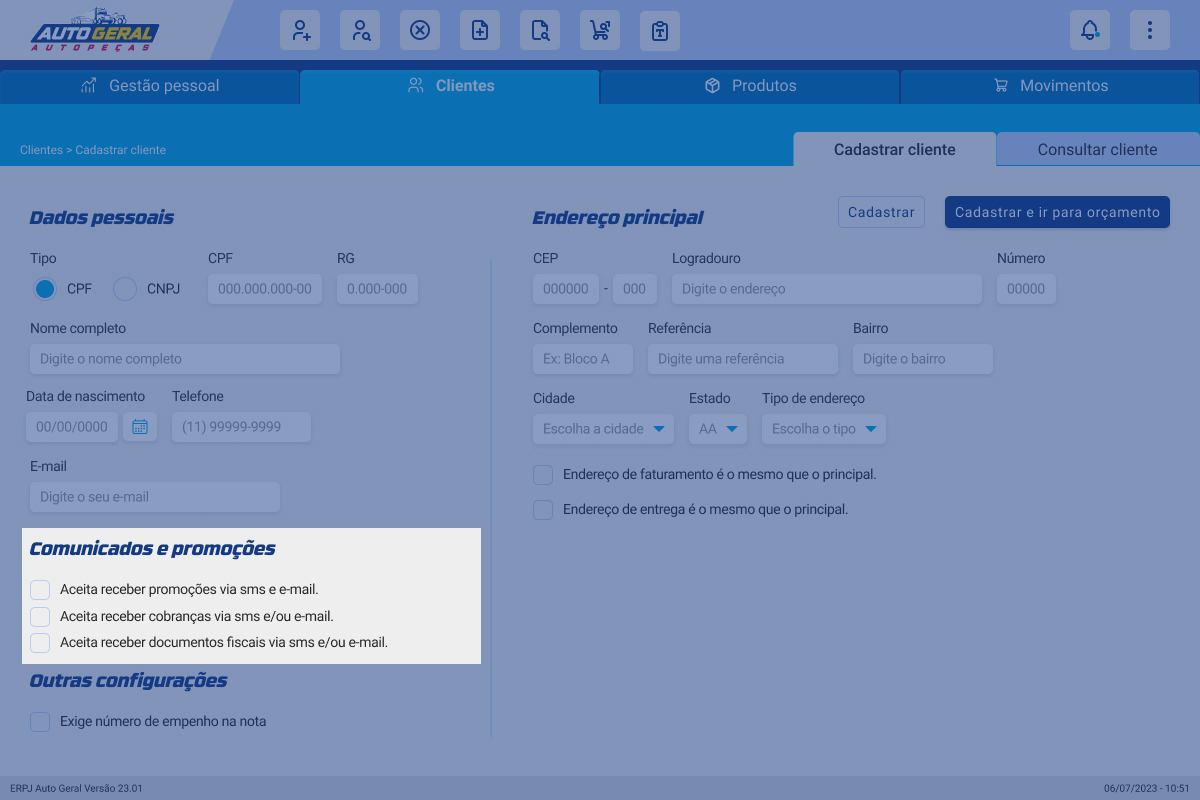 AUTO GERAL
AUTOPEÇAS
Gestão pessoal
Clientes
Produtos
Movimentos
Clientes > Cadastrar cliente
Cadastrar cliente
Consultar cliente
Dados pessoais
Tipo
CPF
RG
CPF
CNPJ
000.000.000-00
0.000-000
Nome completo
Digite o nome completo
Data de nascimento
Telefone
00/00/0000
(11) 99999-9999
E-mail
Digite o seu e-mail
Comunicados e promoções
Aceita receber promoções via sms e e-mail.
Aceita receber cobranças via sms e/ou e-mail.
Aceita receber documentos fiscais via sms e/ou e-mail.
Outras configurações
Exige número de empenho na nota
Endereço principal
Cadastrar
Cadastrar e ir para orçamento
CEP
Logradouro
Número
000000 - 000
Digite o endereço
00000
Complemento
Referência
Bairro
Ex: Bloco A
Digite uma referência
Digite o bairro
Cidade
Estado
Tipo de endereço
Escolha a cidade
AA
Escolha o tipo
Endereço de faturamento é o mesmo que o principal.
Endereço de entrega é o mesmo que o principal.
ERPJ Auto Geral Versão 23.01
06/07/2023 - 10:51